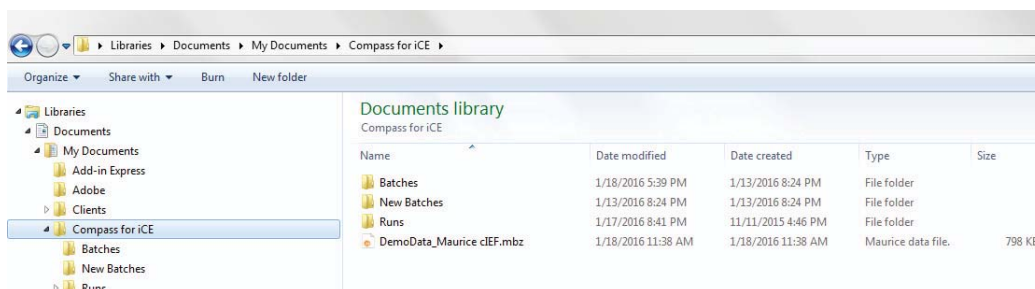 Libraries ▸ Documents ▸ My Documents ▸ Compass for iCE ▸
Organize ▾ Share with ▾ Burn New folder
Libraries
Documents
My Documents
Add-in Express
Adobe
Clients
Compass for iCE
Batches
New Batches
Runs
Documents library
Compass for iCE
Name Date modified Date created Type Size
Batches 1/18/2016 5:39 PM 1/13/2016 8:24 PM File folder
New Batches 1/13/2016 8:24 PM 1/13/2016 8:24 PM File folder
Runs 1/17/2016 8:41 PM 11/11/2015 4:46 PM File folder
DemoData_Maurice cIEF.mbz 1/18/2016 11:38 AM 1/18/2016 11:38 AM Maurice data file. 798 KB